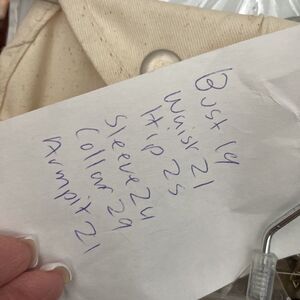 Bust 19
Waist 21
Hip 25
Sleeve 24
Collar 29
Armpit 21